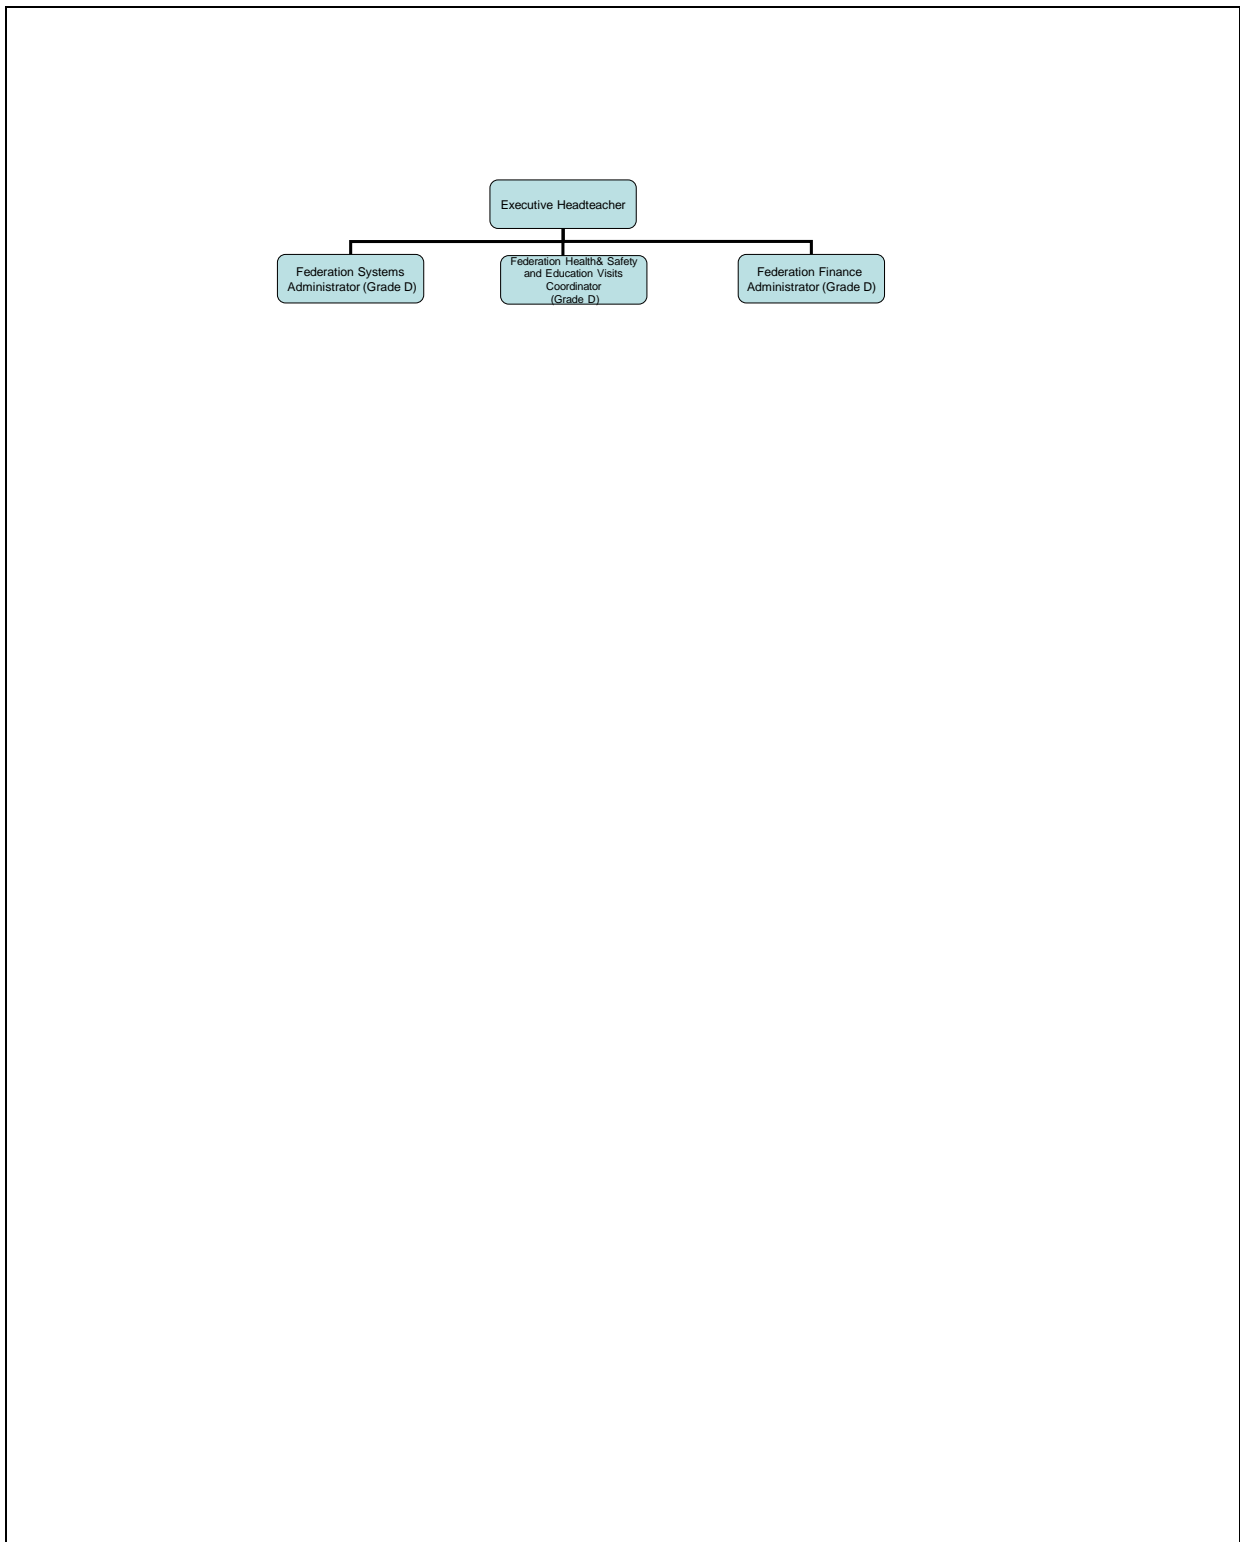 Executive Headteacher
Federation Systems
Administrator (Grade D)
Federation Health& Safety
and Education Visits
Coordinator
(Grade D)
Federation Finance
Administrator (Grade D)